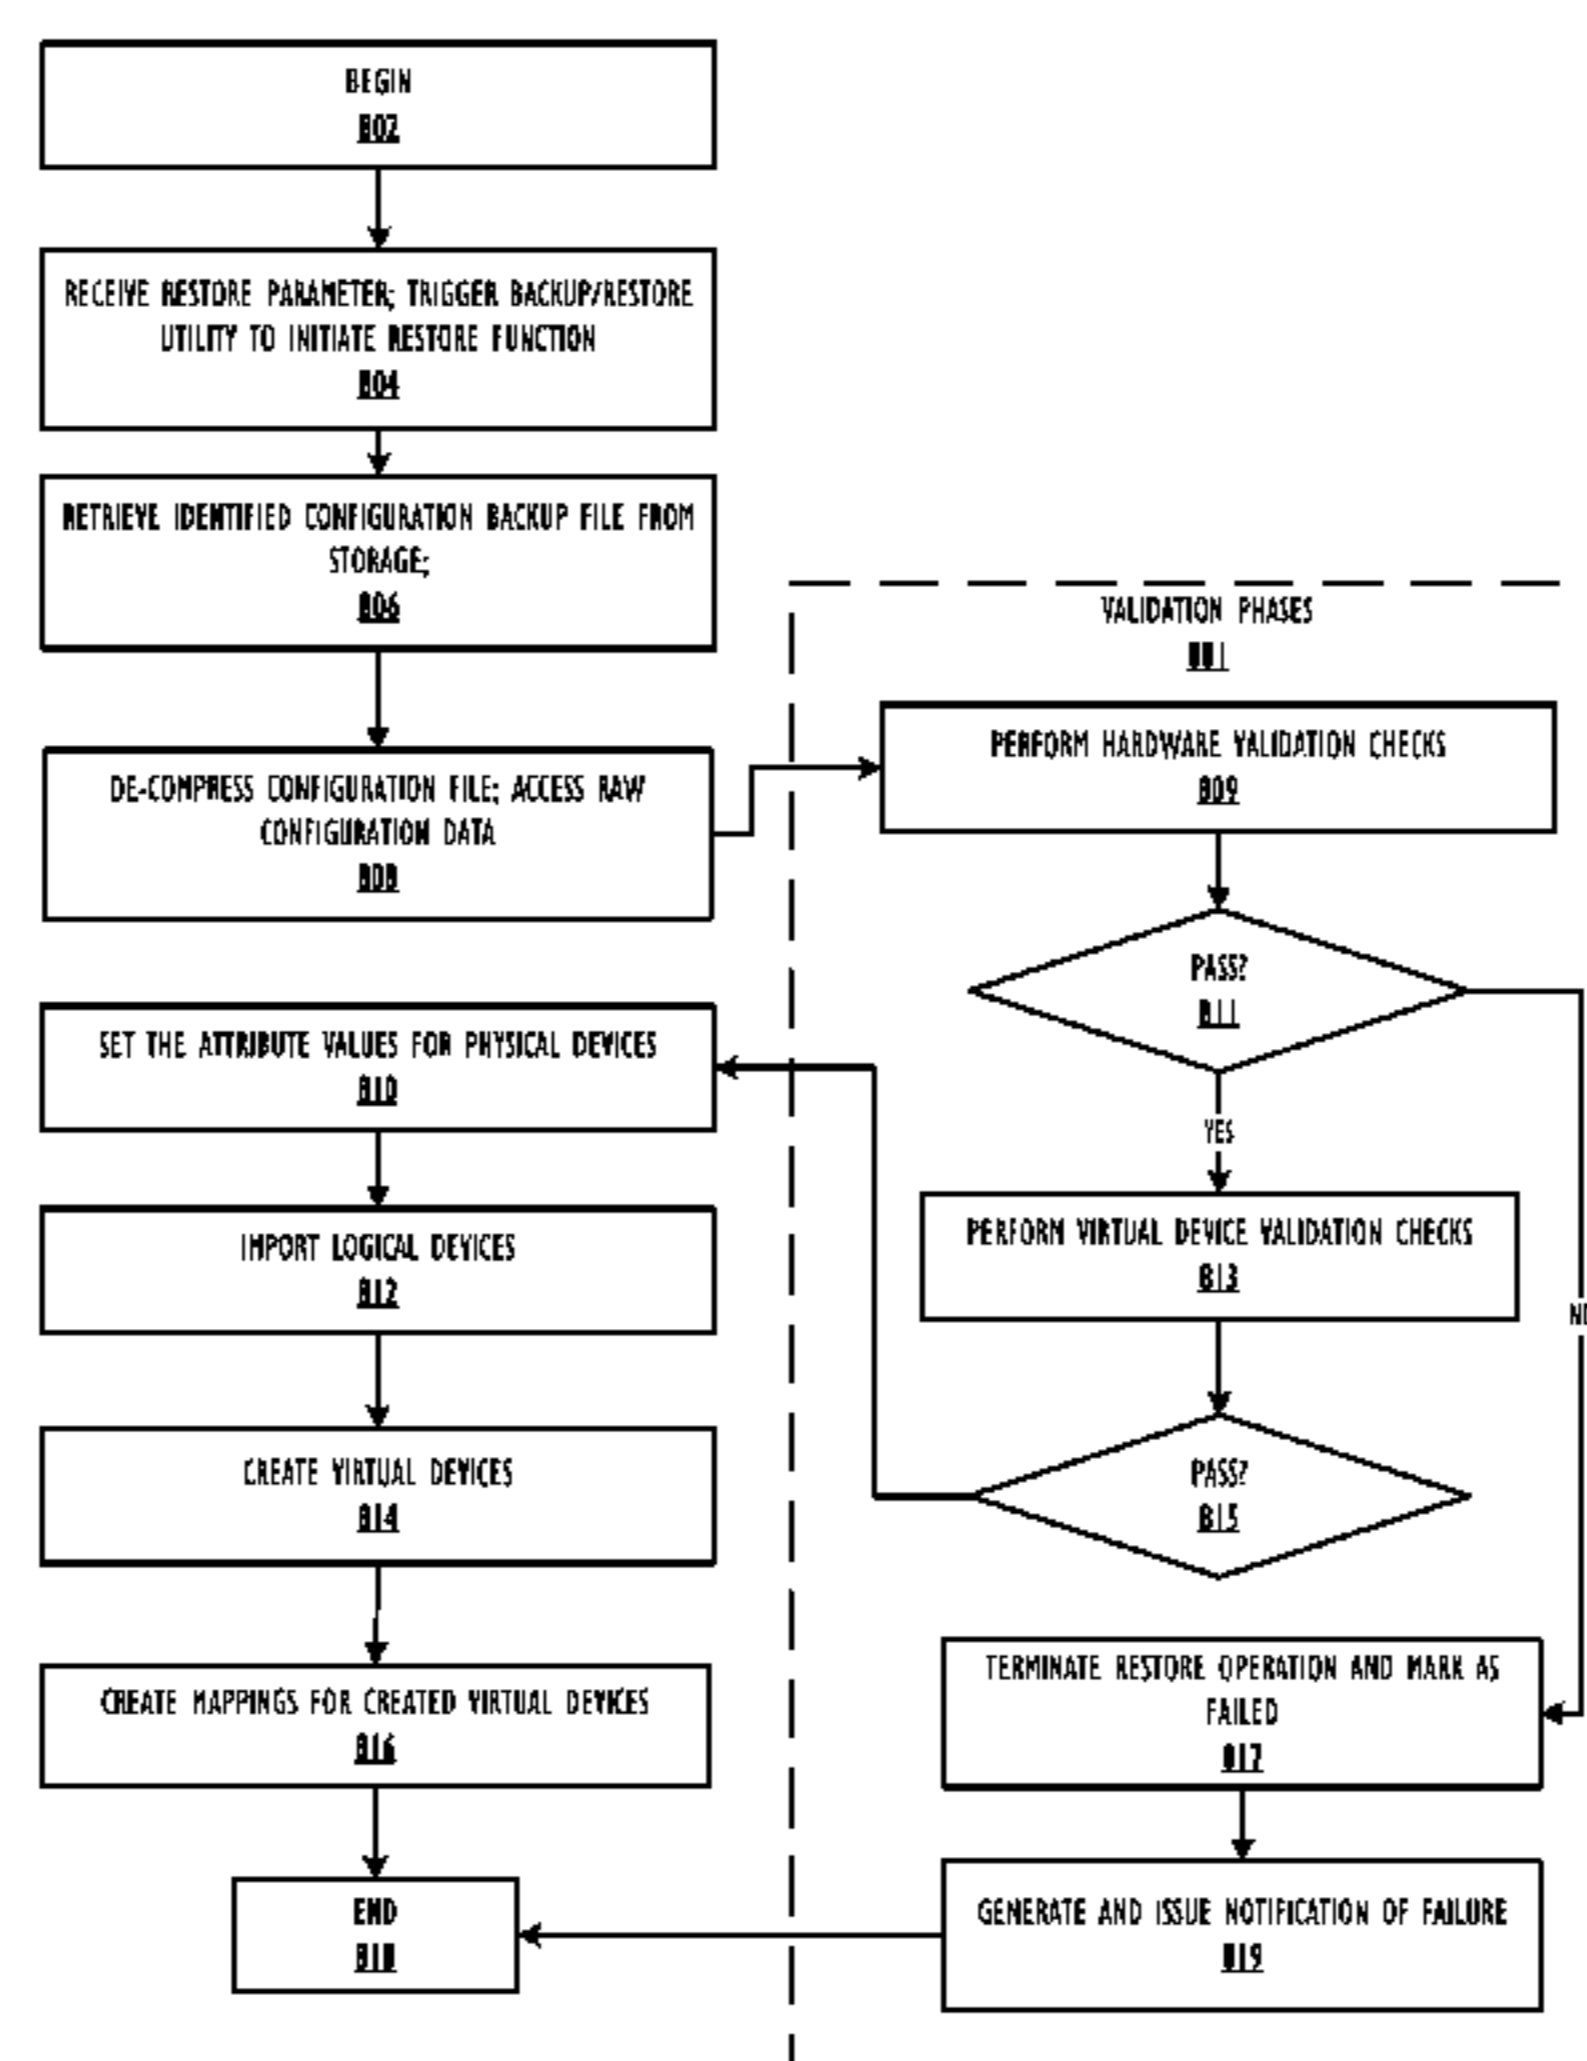 BEGIN
802
RECEIVE RESTORE PARAMETER; TRIGGER BACKUP/RESTORE
UTILITY TO INITIATE RESTORE FUNCTION
804
RETRIEVE IDENTIFIED CONFIGURATION BACKUP FILE FROM
STORAGE;
806
DE-COMPRESS CONFIGURATION FILE; ACCESS RAW
CONFIGURATION DATA
808
VALIDATION PHASES
801
PERFORM HARDWARE VALIDATION CHECKS
809
PASS?
811
YES
PERFORM VIRTUAL DEVICE VALIDATION CHECKS
813
PASS?
815
TERMINATE RESTORE OPERATION AND MARK AS
FAILED
817
GENERATE AND ISSUE NOTIFICATION OF FAILURE
819
SET THE ATTRIBUTE VALUES FOR PHYSICAL DEVICES
810
IMPORT LOGICAL DEVICES
812
CREATE VIRTUAL DEVICES
814
CREATE MAPPINGS FOR CREATED VIRTUAL DEVICES
816
END
818